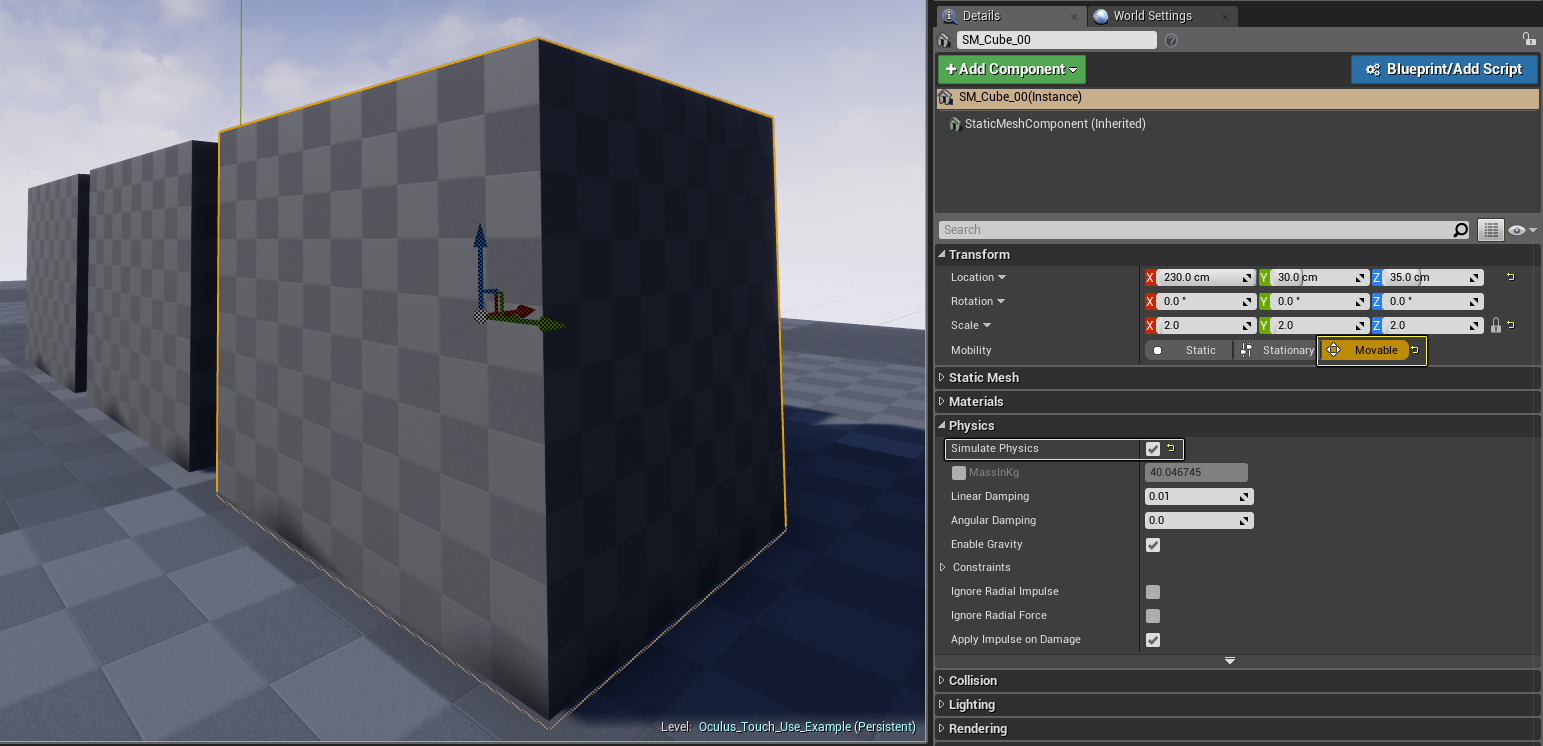 Details
World Settings
SM_Cube_00
Add Component
Blueprint/Add Script
SM_Cube_00(Instance)
StaticMeshComponent (Inherited)
Search
Transform
Location X 230.0 cm Y 30.0 cm Z 35.0 cm
Rotation X 0.0 ° Y 0.0 ° Z 0.0 °
Scale X 2.0 Y 2.0 Z 2.0
Mobility Static Stationary Movable
Static Mesh
Materials
Physics
Simulate Physics
MassInKg 40.046745
Linear Damping 0.01
Angular Damping 0.0
Enable Gravity
Constraints
Ignore Radial Impulse
Ignore Radial Force
Apply Impulse on Damage
Collision
Lighting
Rendering
Level: Oculus_Touch_Use_Example (Persistent)